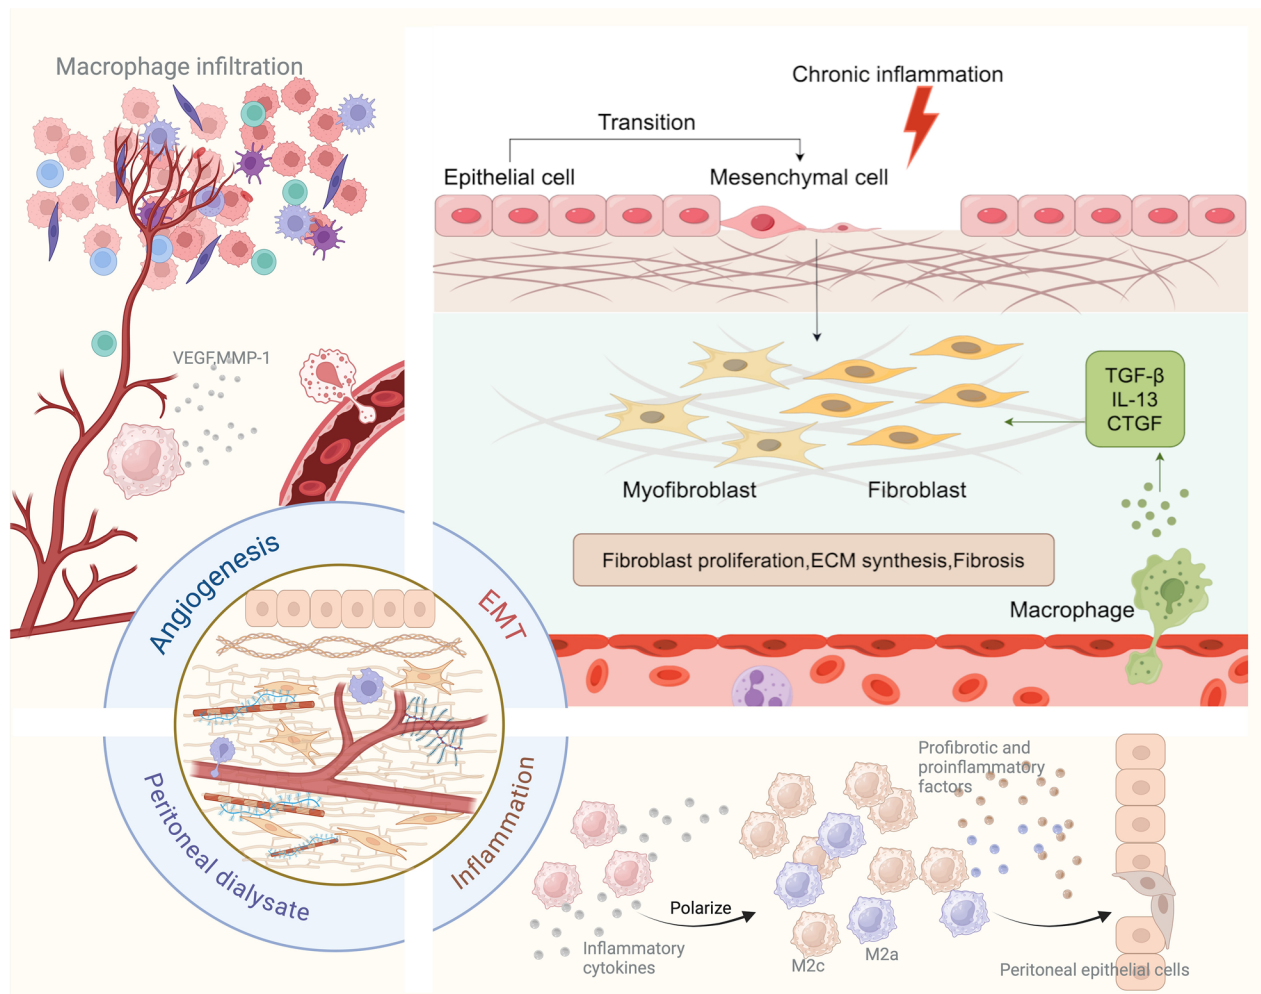 Macrophage infiltration
VEGF,MMP-1
Chronic inflammation
Transition
Epithelial cell
Mesenchymal cell
TGF-β
IL-13
CTGF
Myofibroblast
Fibroblast
Fibroblast proliferation,ECM synthesis,Fibrosis
Macrophage
Angiogenesis
EMT
Peritoneal dialysate
Inflammation
Inflammatory
cytokines
Polarize
M2c
M2a
Profibrotic and
proinflammatory
factors
Peritoneal epithelial cells